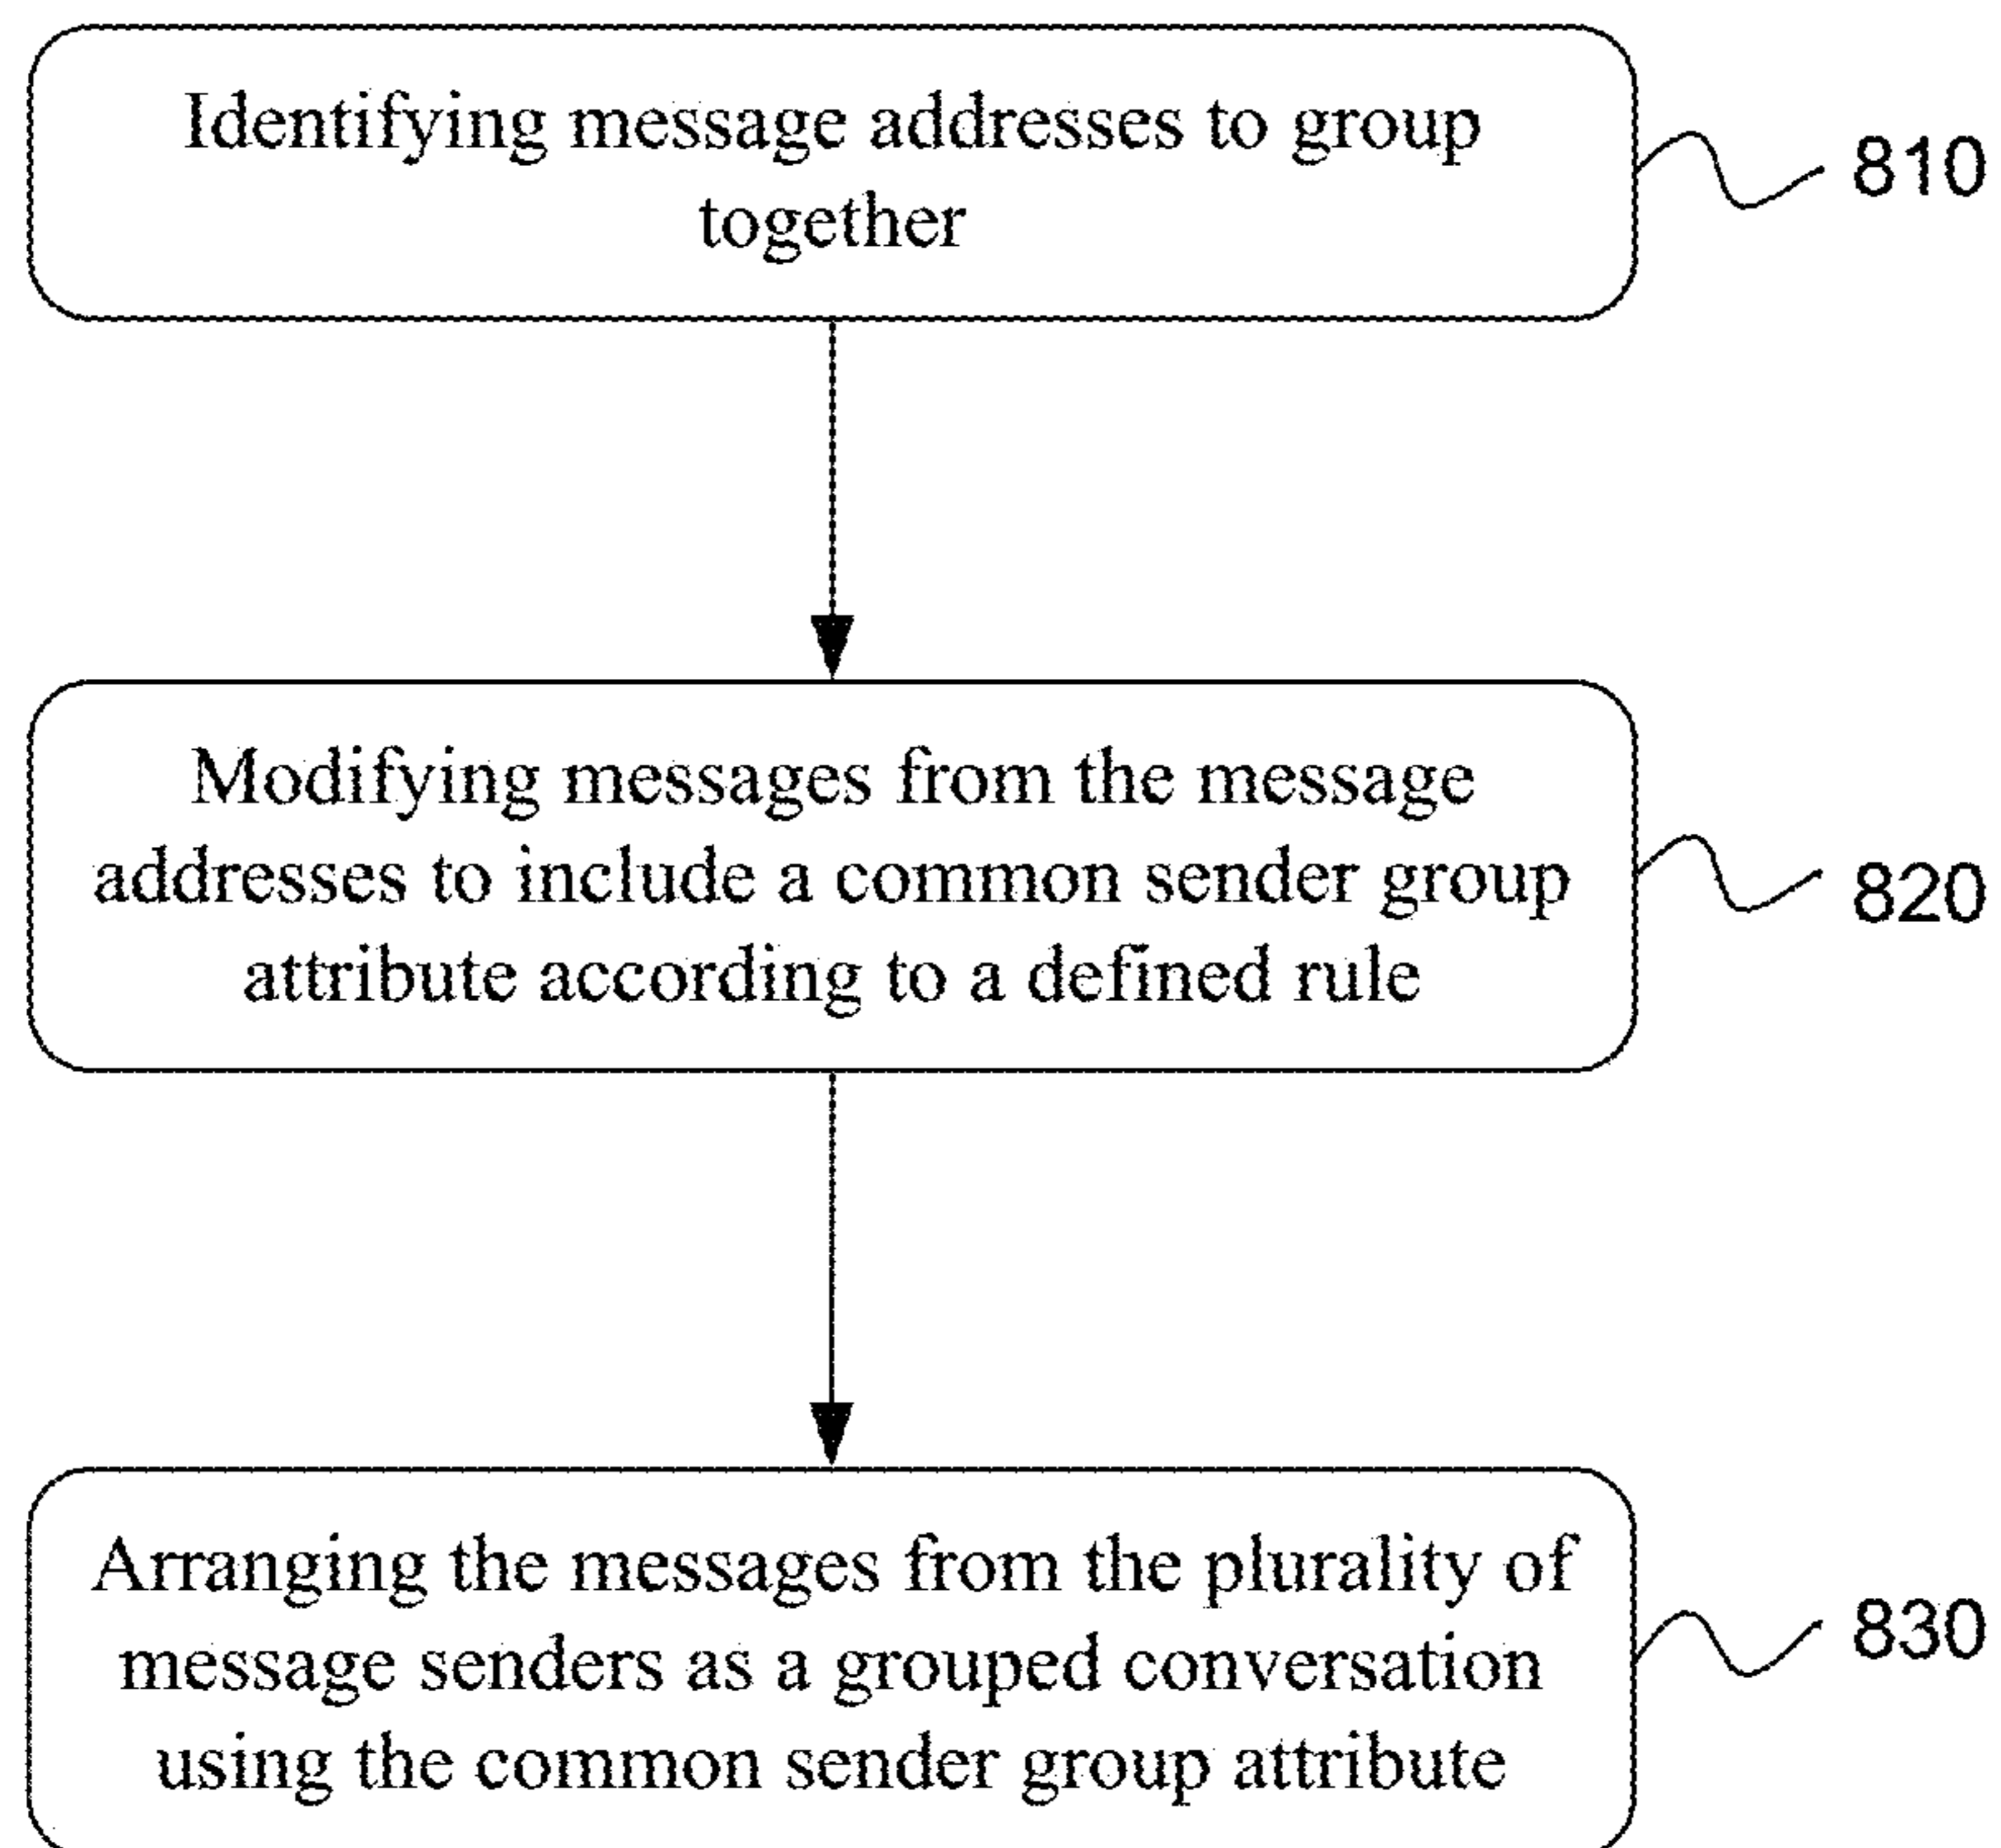 Identifying message addresses to group
together
810
Modifying messages from the message
addresses to include a common sender group
attribute according to a defined rule
820
Arranging the messages from the plurality of
message senders as a grouped conversation
using the common sender group attribute
830